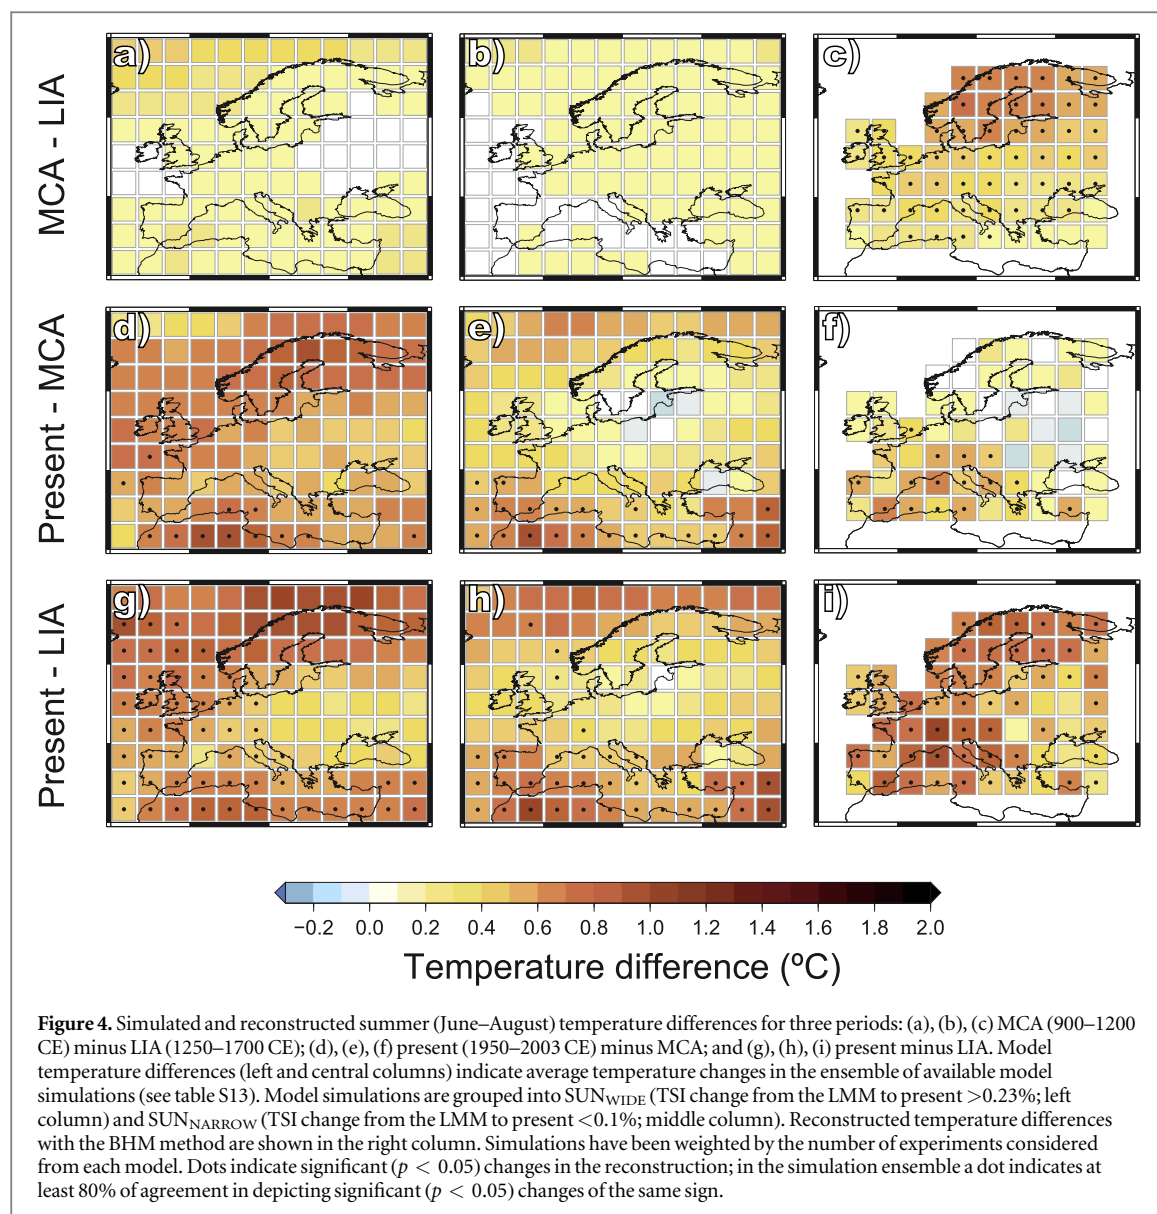 MCA - LIA
a)
b)
c)
Present - MCA
d)
e)
f)
Present - LIA
g)
h)
i)
−0.2 0.0 0.2 0.4 0.6 0.8 1.0 1.2 1.4 1.6 1.8 2.0
Temperature difference (ºC)
Figure 4. Simulated and reconstructed summer (June–August) temperature differences for three periods: (a), (b), (c) MCA (900–1200
CE) minus LIA (1250–1700 CE); (d), (e), (f) present (1950–2003 CE) minus MCA; and (g), (h), (i) present minus LIA. Model
temperature differences (left and central columns) indicate average temperature changes in the ensemble of available model
simulations (see table S13). Model simulations are grouped into SUNWIDE (TSI change from the LMM to present >0.23%; left
column) and SUNNARROW (TSI change from the LMM to present <0.1%; middle column). Reconstructed temperature differences
with the BHM method are shown in the right column. Simulations have been weighted by the number of experiments considered
from each model. Dots indicate significant (p < 0.05) changes in the reconstruction; in the simulation ensemble a dot indicates at
least 80% of agreement in depicting significant (p < 0.05) changes of the same sign.